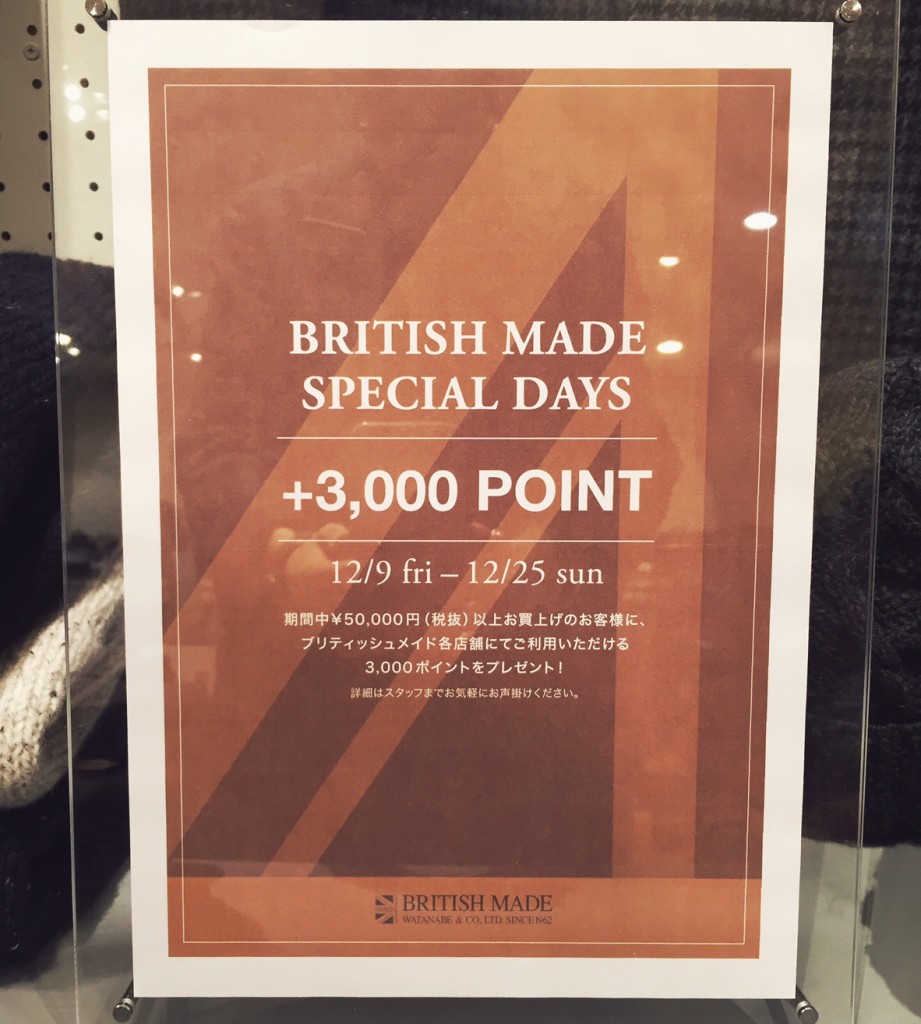 BRITISH MADE
SPECIAL DAYS
+3,000 POINT
12/9 fri – 12/25 sun
期間中¥50,000円(税抜)以上お買上げのお客様に、
ブリティッシュメイド各店舗にてご利用いただける
3,000ポイントをプレゼント!
詳細はスタッフまでお気軽にお声掛けください。
BRITISH MADE
WATANABE & CO., LTD. SINCE1962